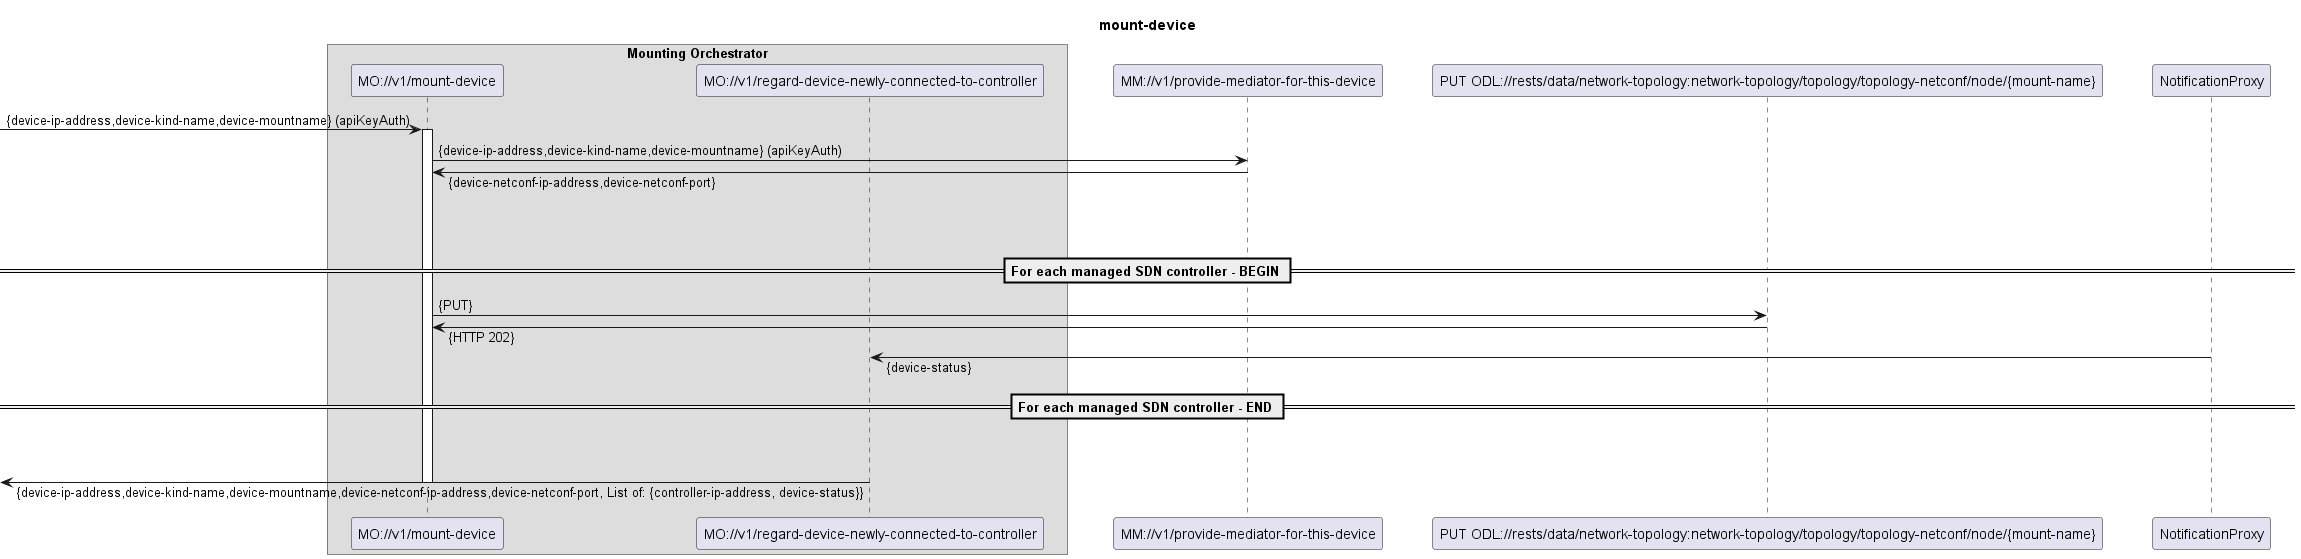 mount-device
Mounting Orchestrator
MO://v1/mount-device
MO://v1/regard-device-newly-connected-to-controller
MM://v1/provide-mediator-for-this-device
PUT ODL://rests/data/network-topology:network-topology/topology/topology-netconf/node/{mount-name}
NotificationProxy
{device-ip-address,device-kind-name,device-mountname} (apiKeyAuth)
{device-ip-address,device-kind-name,device-mountname} (apiKeyAuth)
{device-netconf-ip-address,device-netconf-port}
For each managed SDN controller - BEGIN
{PUT}
{HTTP 202}
{device-status}
For each managed SDN controller - END
{device-ip-address,device-kind-name,device-mountname,device-netconf-ip-address,device-netconf-port, List of: {controller-ip-address, device-status}}
MO://v1/mount-device
MO://v1/regard-device-newly-connected-to-controller
MM://v1/provide-mediator-for-this-device
PUT ODL://rests/data/network-topology:network-topology/topology/topology-netconf/node/{mount-name}
NotificationProxy